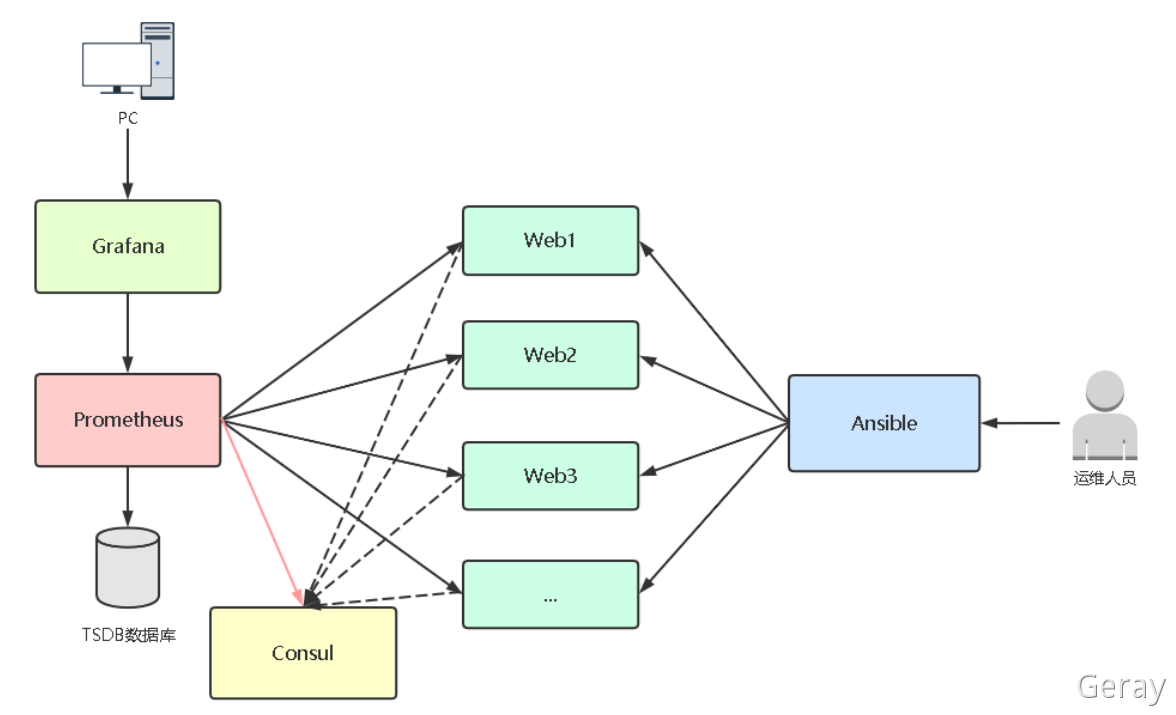 PC
Grafana
Prometheus
TSDB数据库
Consul
Web1
Web2
Web3
...
Ansible
运维人员
Geray